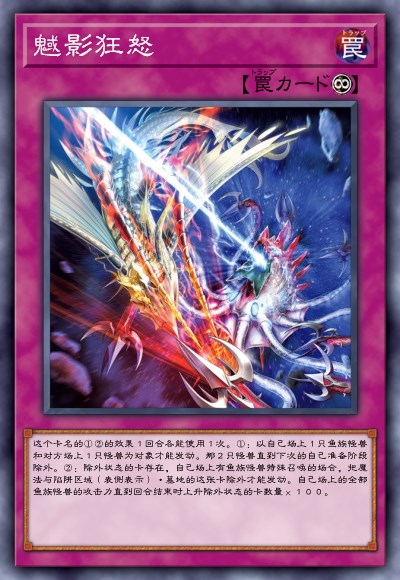 魊影狂怒
トラップ
罠
トラップ
【罠カード】
这个卡名的①②的效果1回合各能使用1次。①：以自己场上1只鱼族怪兽
和对方场上1只怪兽为对象才能发动。那2只怪兽直到下次的自己准备阶段
除外。②：除外状态的卡存在，自己场上有鱼族怪兽特殊召唤的场合，把魔
法与陷阱区域（表侧表示）·墓地的这张卡除外才能发动。自己场上的全部
鱼族怪兽的攻击力直到回合结束时上升除外状态的卡数量×100。